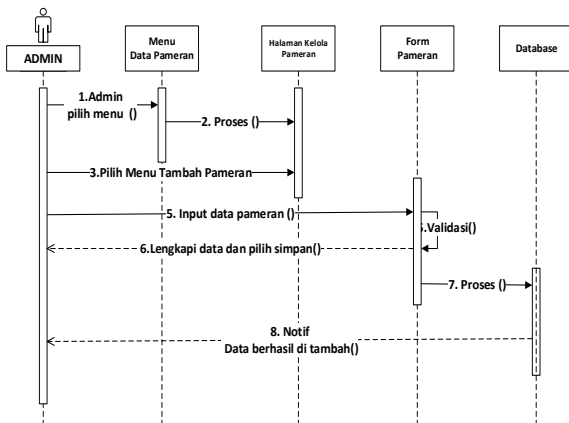 ADMIN
Menu
Data Pameran
Halaman Kelola
Pameran
Form
Pameran
Database
1.Admin
pilih menu ()
2. Proses ()
3.Pilih Menu Tambah Pameran
5. Input data pameran ()
.Validasi()
6.Lengkapi data dan pilih simpan()
7. Proses ()
8. Notif
Data berhasil di tambah()